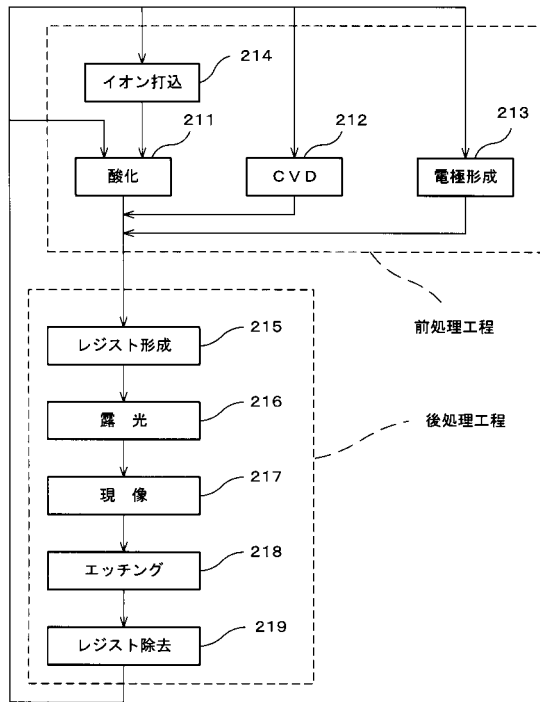 214
イオン打込
211
酸化
212
CVD
213
電極形成
前処理工程
レジスト形成
215
露 光
216
後処理工程
現 像
217
エッチング
218
レジスト除去
219